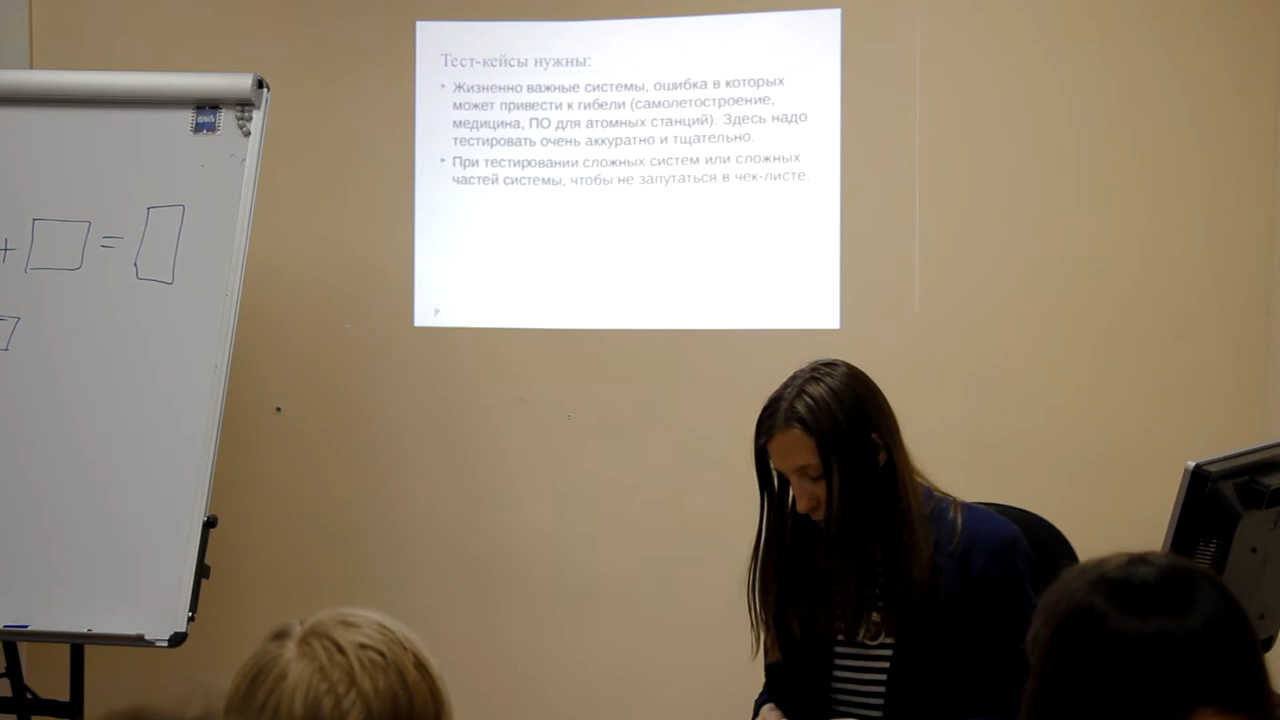 Тест-кейсы нужны:
Жизненно важные системы, ошибка в которых
может привести к гибели (самолетостроение,
медицина, ПО для атомных станций). Здесь надо
тестировать очень аккуратно и тщательно.
При тестировании сложных систем или сложных
частей системы, чтобы не запутаться в чек-листе.
+ =